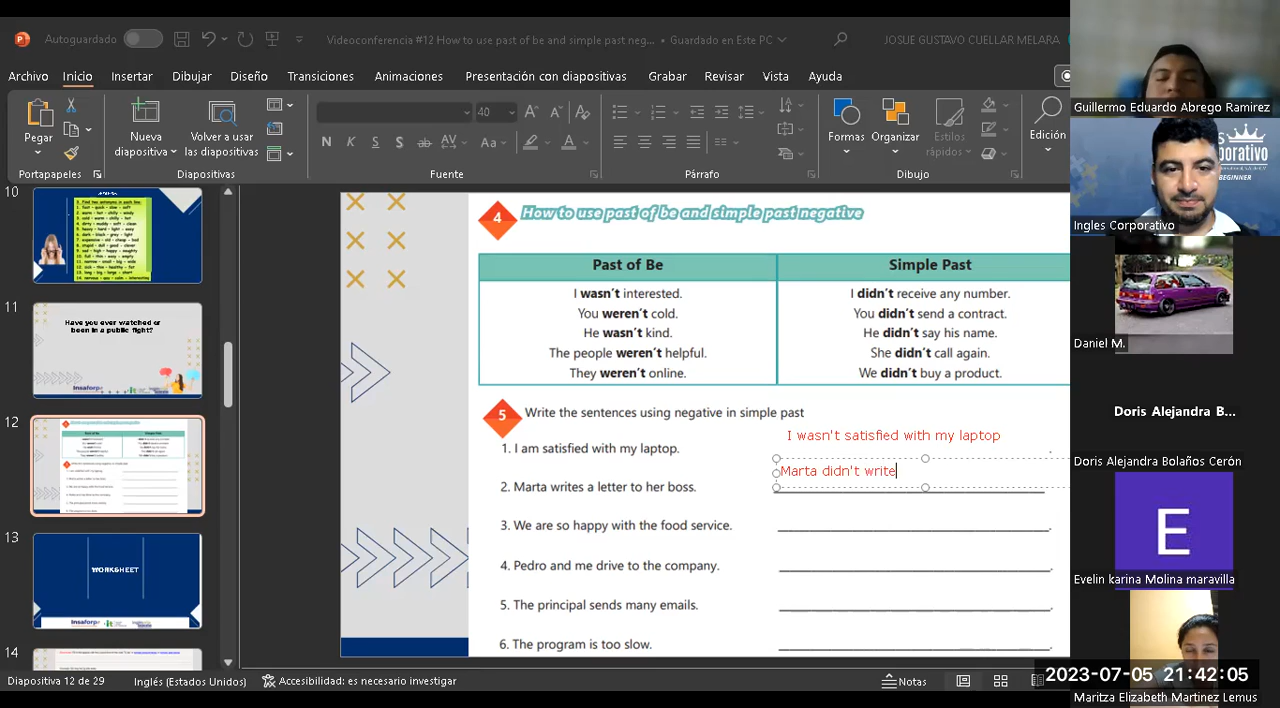 Autoguardado
Videoconferencia #12 How to use past of be and simple past neg... • Guardado en Este PC
JOSUE GUSTAVO CUELLAR MELARA
Archivo Inicio Insertar Dibujar Diseño Transiciones Animaciones Presentación con diapositivas Grabar Revisar Vista Ayuda
40
Pegar
Nueva diapositiva
Volver a usar las diapositivas
N K S S ab AV Aa A
Formas
Organizar
Estilos rápidos
Edición
Portapapeles
Diapositivas
Fuente
Párrafo
Dibujo
10
11
Have you ever watched or
been in a public fight?
Insaforp
12
13
WORKSHEET
Insaforp
14
4
How to use past of be and simple past negative
Past of Be Simple Past
I wasn´t interested. I didn´t receive any number.
You weren´t cold. You didn´t send a contract.
He wasn´t kind. He didn´t say his name.
The people weren´t helpful. She didn´t call again.
They weren´t online. We didn´t buy a product.
5
Write the sentences using negative in simple past
1. I am satisfied with my laptop. wasn't satisfied with my laptop
2. Marta writes a letter to her boss. Marta didn't write
3. We are so happy with the food service.
4. Pedro and me drive to the company.
5. The principal sends many emails.
6. The program is too slow.
Diapositiva 12 de 29
Inglés (Estados Unidos)
Accesibilidad: es necesario investigar
Notas
Guillermo Eduardo Abrego Ramirez
porativo
BEGINNER
Ingles Corporativo
Daniel M.
Doris Alejandra B...
Doris Alejandra Bolaños Cerón
E
Evelin karina Molina maravilla
2023-07-05 21:42:05
Maritza Elizabeth Martinez Lemus